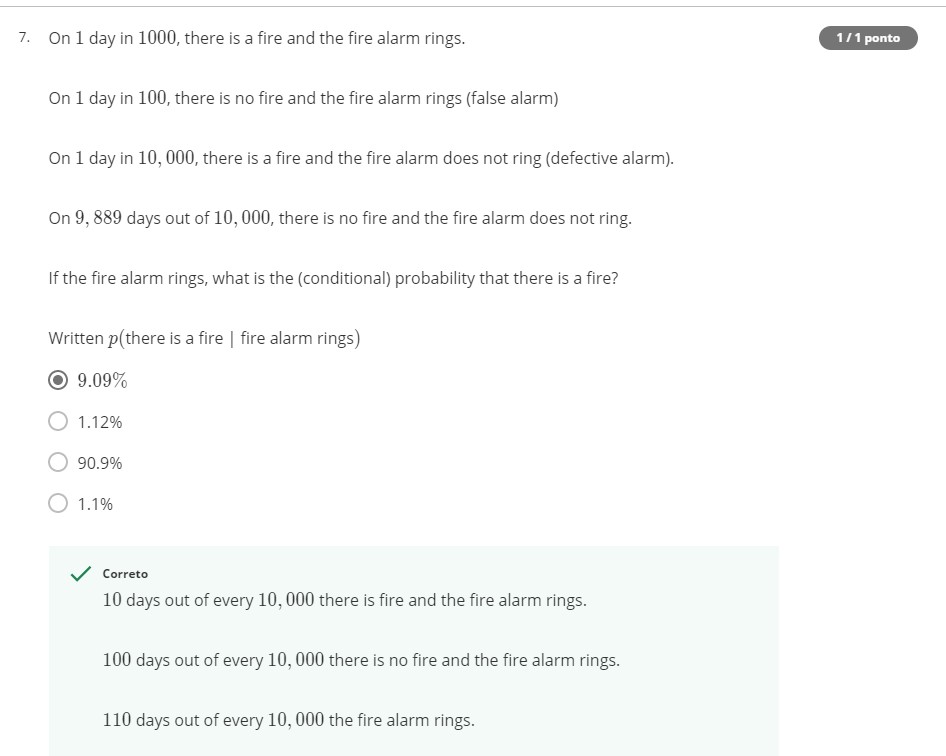 7. On 1 day in 1000, there is a fire and the fire alarm rings.
1 / 1 ponto
On 1 day in 100, there is no fire and the fire alarm rings (false alarm)
On 1 day in 10, 000, there is a fire and the fire alarm does not ring (defective alarm).
On 9, 889 days out of 10, 000, there is no fire and the fire alarm does not ring.
If the fire alarm rings, what is the (conditional) probability that there is a fire?
Written p(there is a fire | fire alarm rings)
9.09%
1.12%
90.9%
1.1%
Correto
10 days out of every 10, 000 there is fire and the fire alarm rings.
100 days out of every 10, 000 there is no fire and the fire alarm rings.
110 days out of every 10, 000 the fire alarm rings.